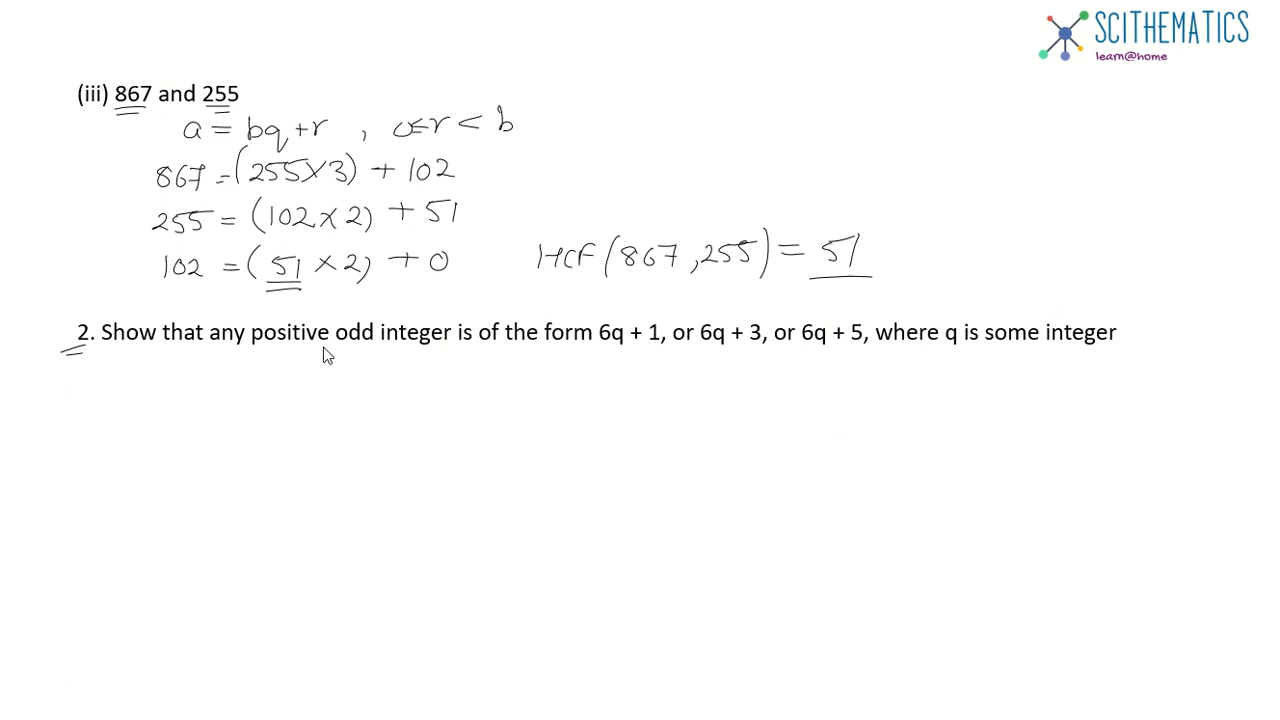 SCITHEMATICS
learn@home
(iii) 867 and 255
a = bq + r , 0 ≤ r < b
867 = (255 × 3) + 102
255 = (102 × 2) + 51
102 = (51 × 2) + 0
HCF (867, 255) = 51
2. Show that any positive odd integer is of the form 6q + 1, or 6q + 3, or 6q + 5, where q is some integer